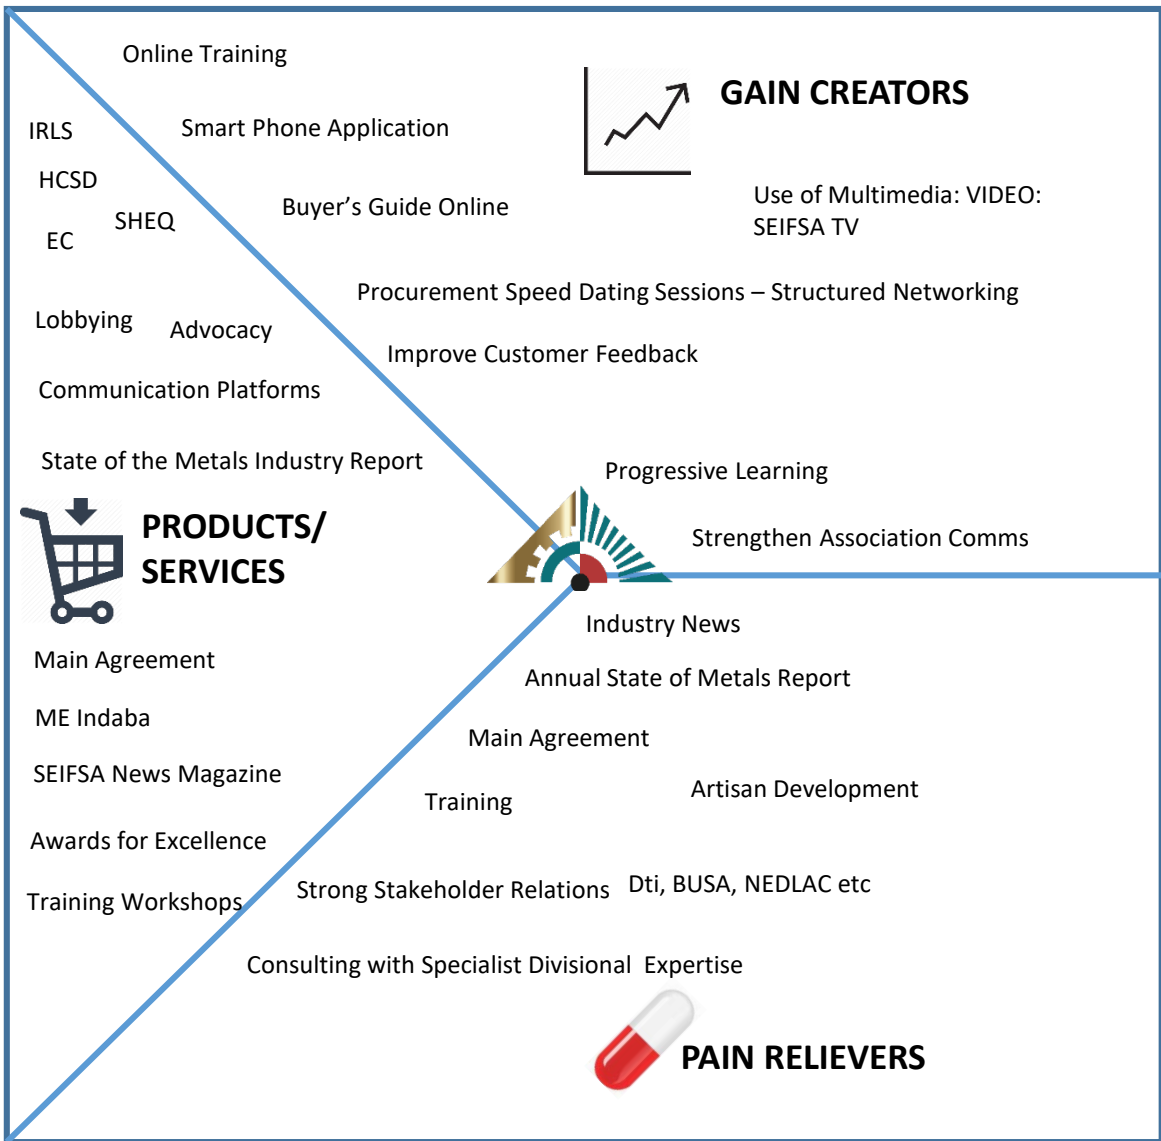 Online Training
GAIN CREATORS
IRLS
Smart Phone Application
HCSD
Use of Multimedia: VIDEO:
SEIFSA TV
SHEQ
Buyer’s Guide Online
EC
Procurement Speed Dating Sessions – Structured Networking
Lobbying
Advocacy
Improve Customer Feedback
Communication Platforms
State of the Metals Industry Report
Progressive Learning
PRODUCTS/
SERVICES
Strengthen Association Comms
Industry News
Main Agreement
Annual State of Metals Report
ME Indaba
Main Agreement
SEIFSA News Magazine
Artisan Development
Training
Awards for Excellence
Strong Stakeholder Relations
Dti, BUSA, NEDLAC etc
Training Workshops
Consulting with Specialist Divisional Expertise
PAIN RELIEVERS